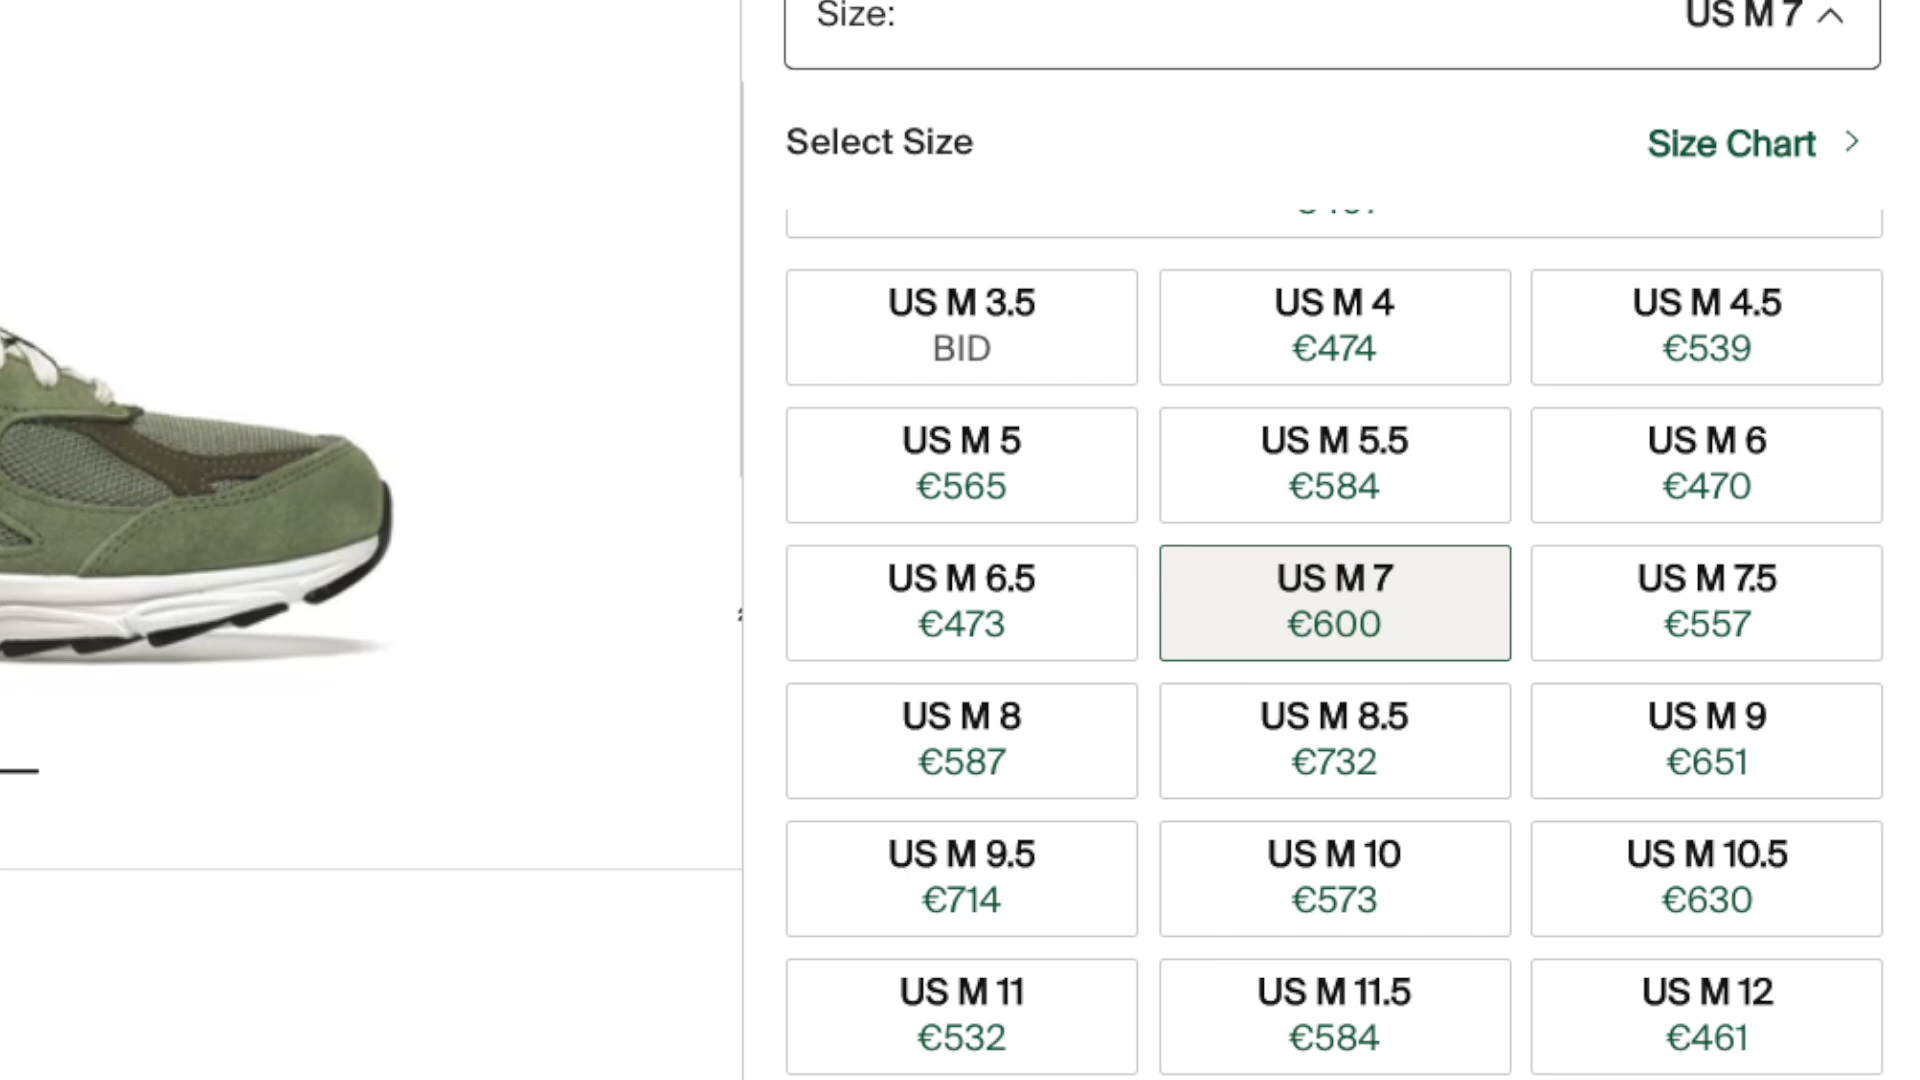 Size:
US M 7
Select Size
Size Chart
US M 3.5
BID
US M 4
€474
US M 4.5
€539
US M 5
€565
US M 5.5
€584
US M 6
€470
US M 6.5
€473
US M 7
€600
US M 7.5
€557
US M 8
€587
US M 8.5
€732
US M 9
€651
US M 9.5
€714
US M 10
€573
US M 10.5
€630
US M 11
€532
US M 11.5
€584
US M 12
€461